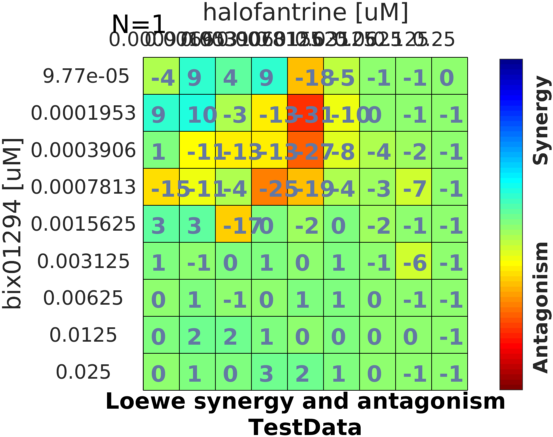 halofantrine [uM]
N=1
9.77e-05 -4 9 4 9 -18 -5 -1 -1 0
0.0001953 9 10 -3 -13 -31 -10 0 -1 -1
0.0003906 1 -11 -13 -13 -27 -8 -4 -2 -1
0.0007813 -15 -11 -4 -25 -19 -4 -3 -7 -1
0.0015625 3 3 -17 0 -2 0 -2 -1 -1
0.003125 1 -1 0 1 0 1 -1 -6 -1
0.00625 0 1 -1 0 1 1 0 -1 -1
0.0125 0 2 2 1 0 0 0 0 -1
0.025 0 1 0 3 2 1 0 -1 -1
bix01294 [uM]
Synergy
Antagonism
Loewe synergy and antagonism
TestData